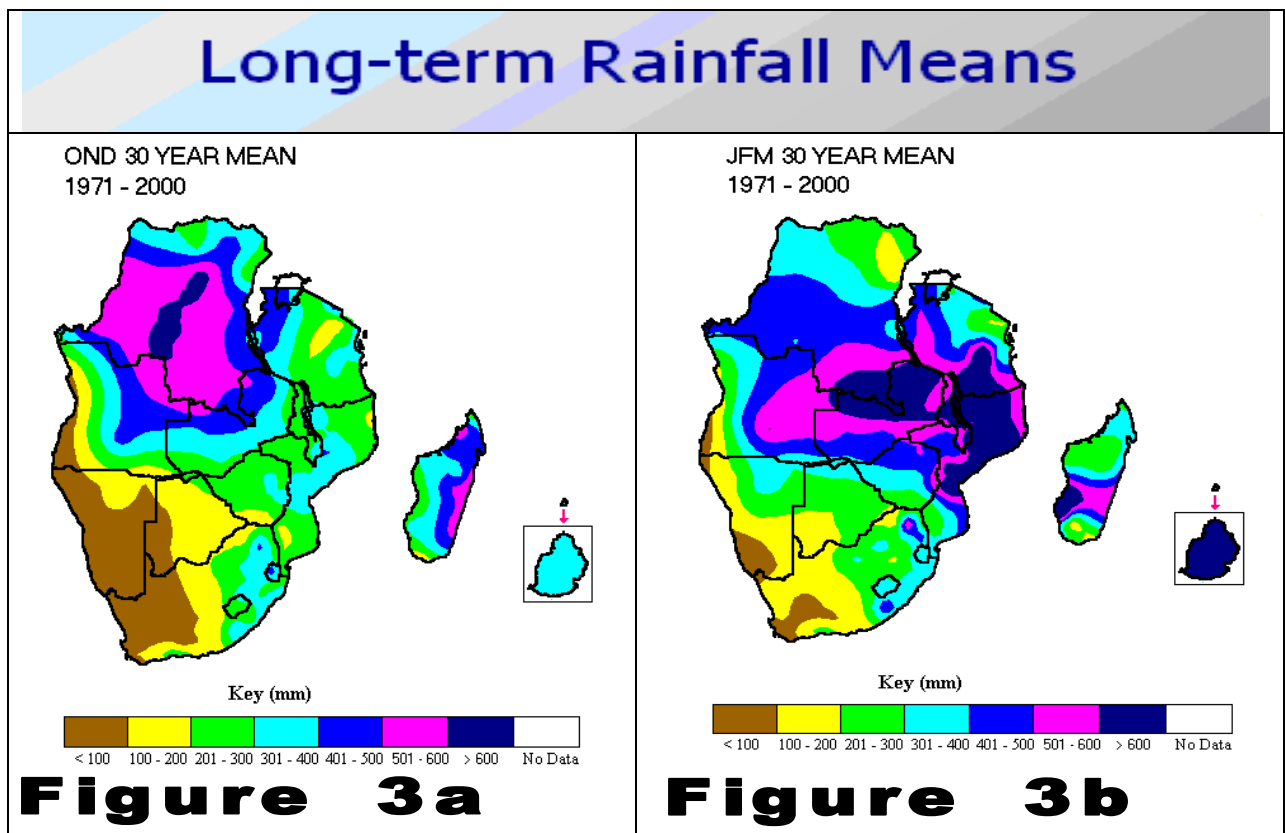 Long-term Rainfall Means
OND 30 YEAR MEAN
1971 - 2000
Key (mm)
< 100 100 - 200 201 - 300 301 - 400 401 - 500 501 - 600 > 600 No Data
Figure 3a
JFM 30 YEAR MEAN
1971 - 2000
Key (mm)
< 100 100 - 200 201 - 300 301 - 400 401 - 500 501 - 600 > 600 No Data
Figure 3b